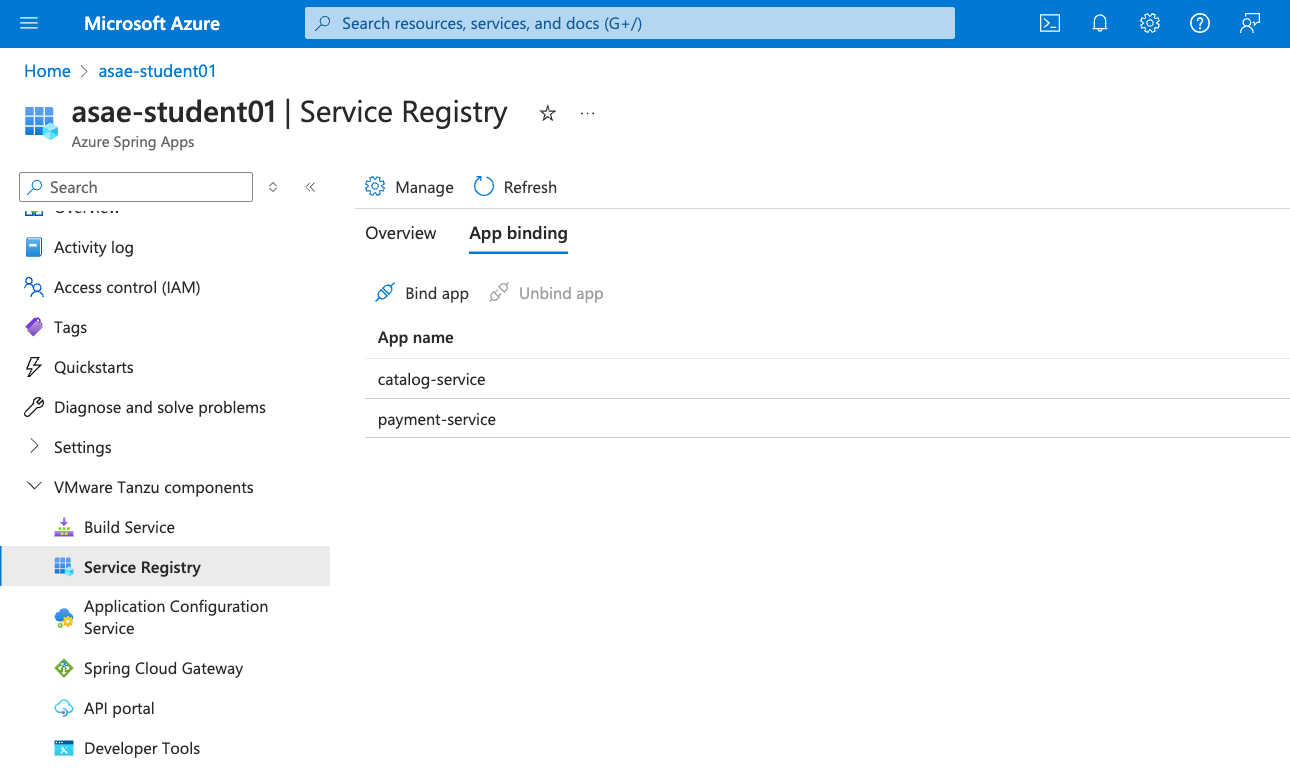 Microsoft Azure
Search resources, services, and docs (G+/)
Home > asae-student01
asae-student01 | Service Registry
Azure Spring Apps
Search
Overview
Activity log
Access control (IAM)
Tags
Quickstarts
Diagnose and solve problems
Settings
VMware Tanzu components
Build Service
Service Registry
Application Configuration
Service
Spring Cloud Gateway
API portal
Developer Tools
Manage
Refresh
Overview
App binding
Bind app
Unbind app
App name
catalog-service
payment-service